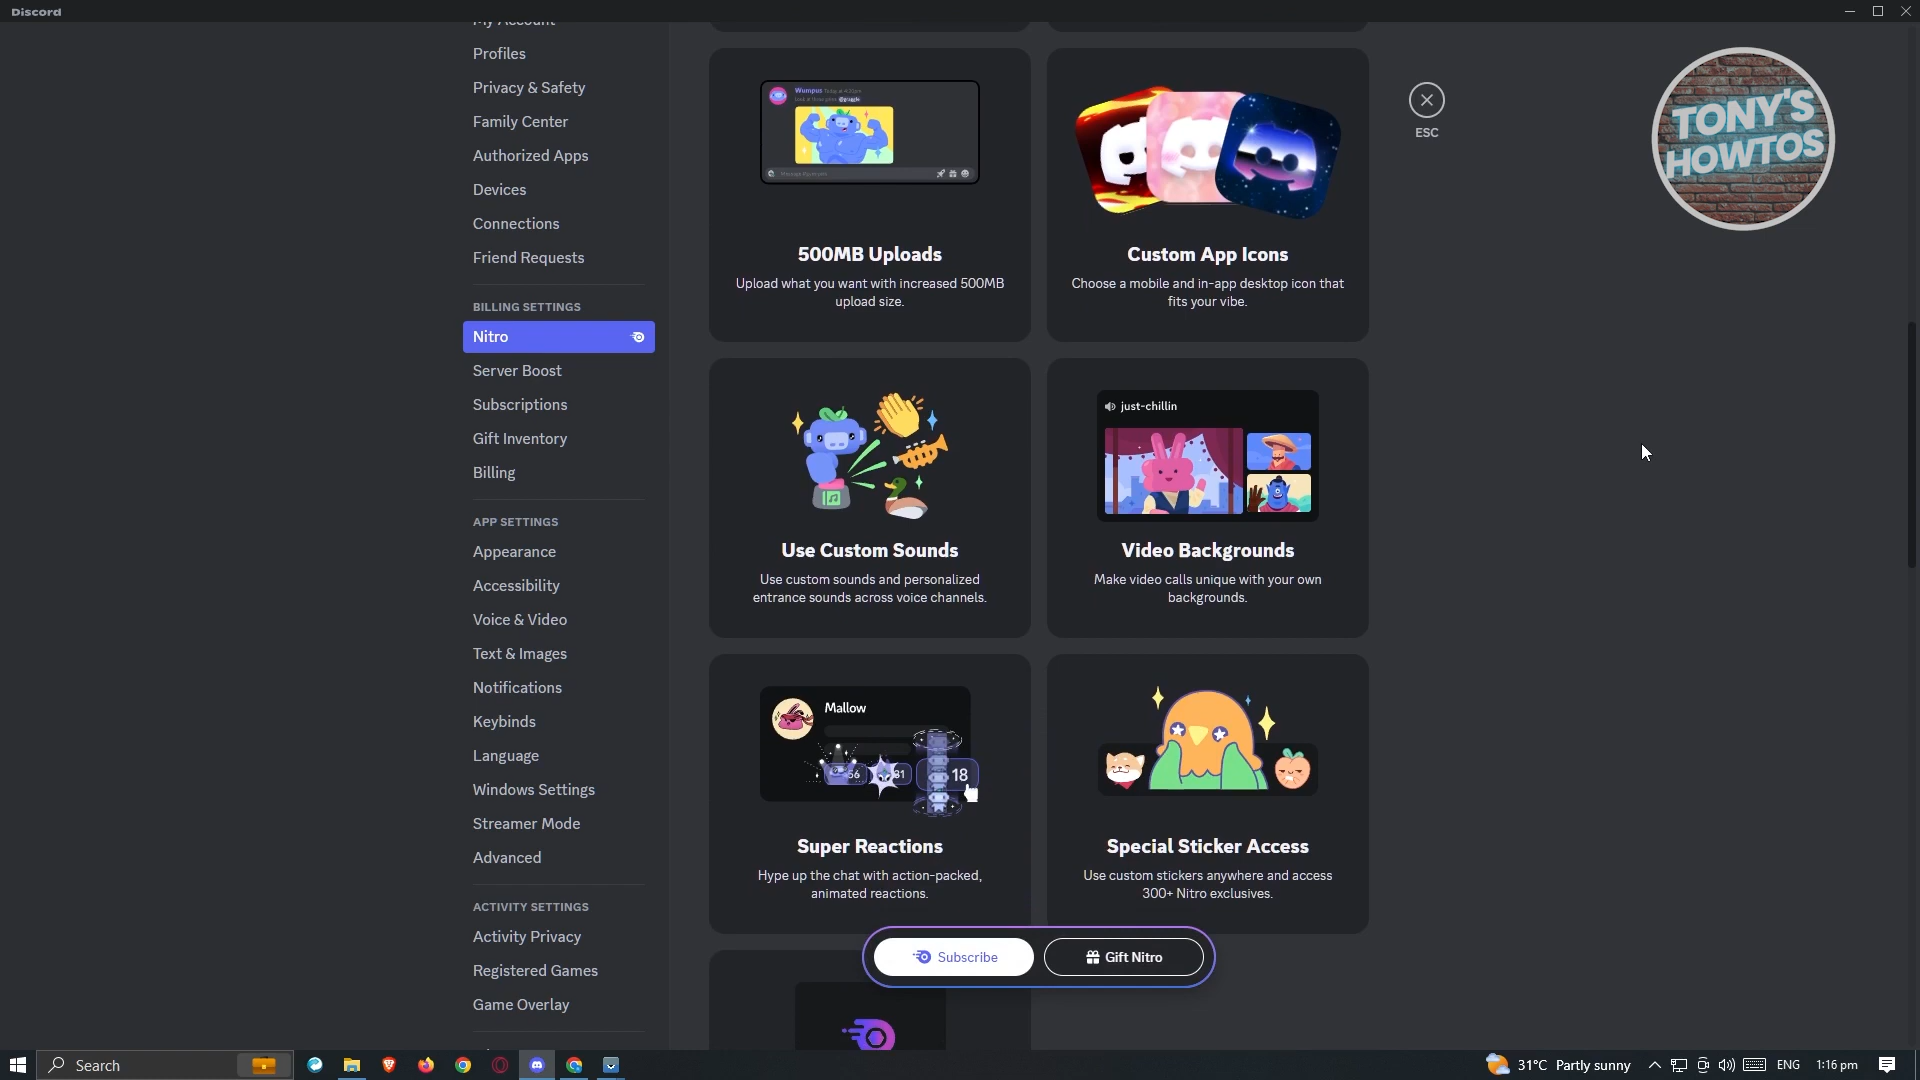 Discord
My Account
Profiles
Privacy & Safety
Family Center
Authorized Apps
Devices
Connections
Friend Requests
BILLING SETTINGS
Nitro
Server Boost
Subscriptions
Gift Inventory
Billing
APP SETTINGS
Appearance
Accessibility
Voice & Video
Text & Images
Notifications
Keybinds
Language
Windows Settings
Streamer Mode
Advanced
ACTIVITY SETTINGS
Activity Privacy
Registered Games
Game Overlay
Wumpus
500MB Uploads
Upload what you want with increased 500MB
upload size.
Custom App Icons
Choose a mobile and in-app desktop icon that
fits your vibe.
Use Custom Sounds
Use custom sounds and personalized
entrance sounds across voice channels.
just-chillin
Video Backgrounds
Make video calls unique with your own
backgrounds.
Mallow
56
31
18
Super Reactions
Hype up the chat with action-packed,
animated reactions.
Special Sticker Access
Use custom stickers anywhere and access
300+ Nitro exclusives.
Subscribe
Gift Nitro
ESC
TONY'S
HOWTOS
Search
31°C Partly sunny
ENG
1:16 pm